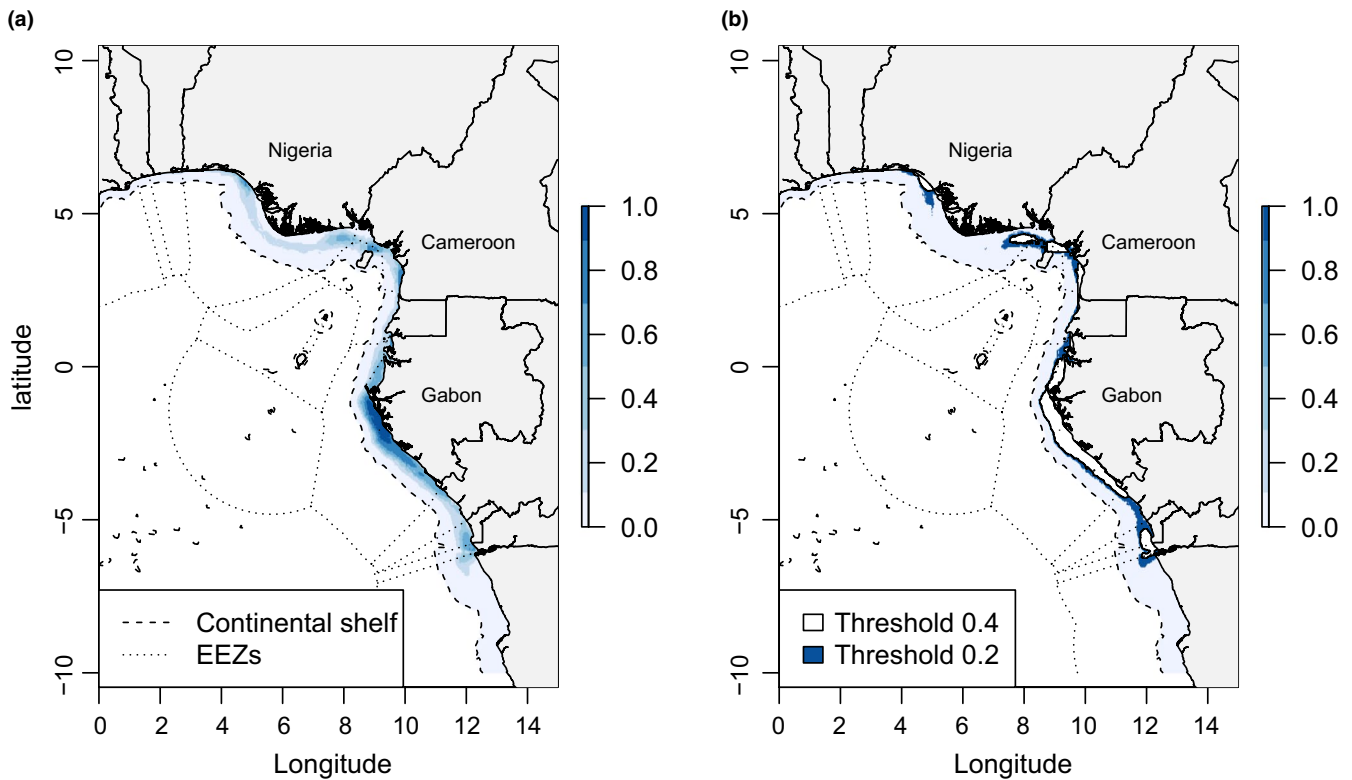 (a)
10
5
0
−5
−10
latitude
Nigeria
Cameroon
Gabon
Continental shelf
EEZs
0 2 4 6 8 10 12 14
Longitude
1.0
0.8
0.6
0.4
0.2
0.0
(b)
10
5
0
−5
−10
Nigeria
Cameroon
Gabon
Threshold 0.4
Threshold 0.2
0 2 4 6 8 10 12 14
Longitude
1.0
0.8
0.6
0.4
0.2
0.0